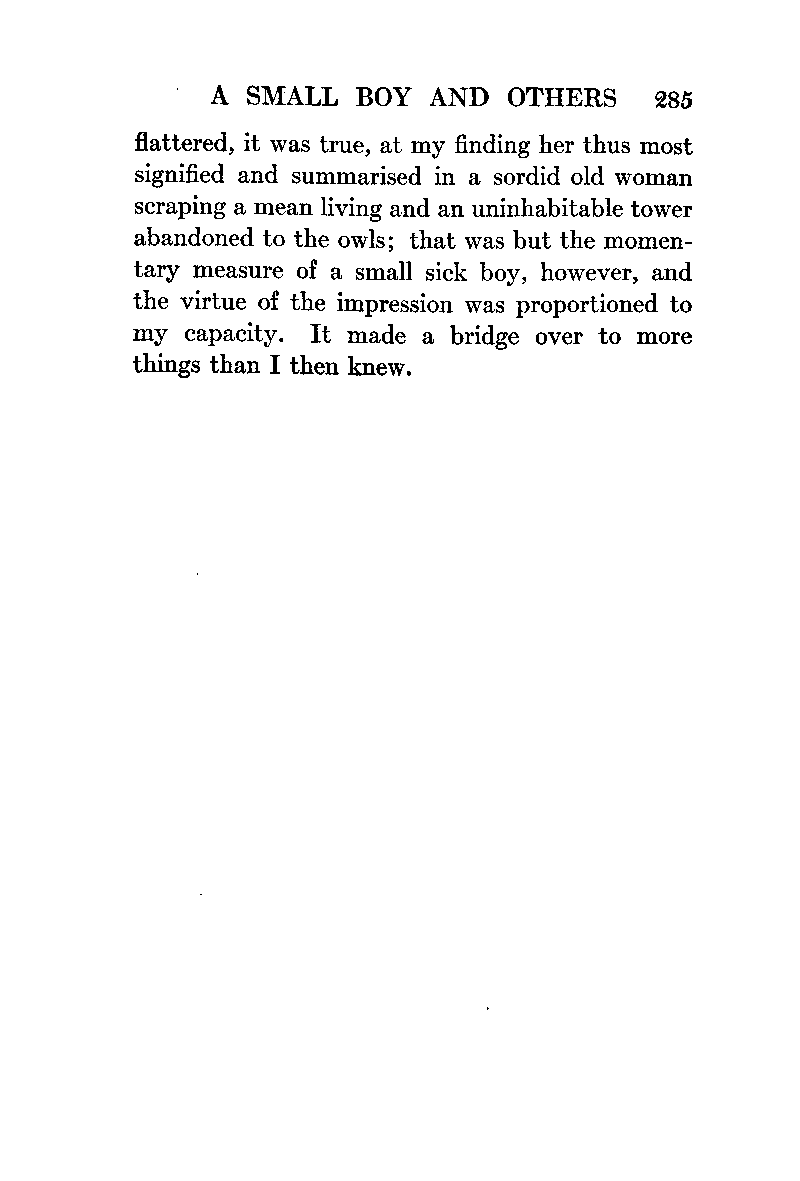 A SMALL BOY AND OTHERS 285
flattered, it was true, at my finding her thus most
signified and summarised in a sordid old woman
scraping a mean living and an uninhabitable tower
abandoned to the owls; that was but the momen-
tary measure of a small sick boy, however, and
the virtue of the impression was proportioned to
my capacity. It made a bridge over to more
things than I then knew.